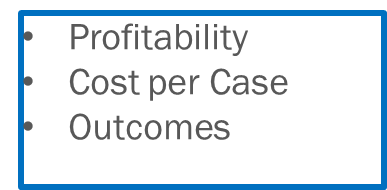 • Profitability
• Cost per Case
• Outcomes